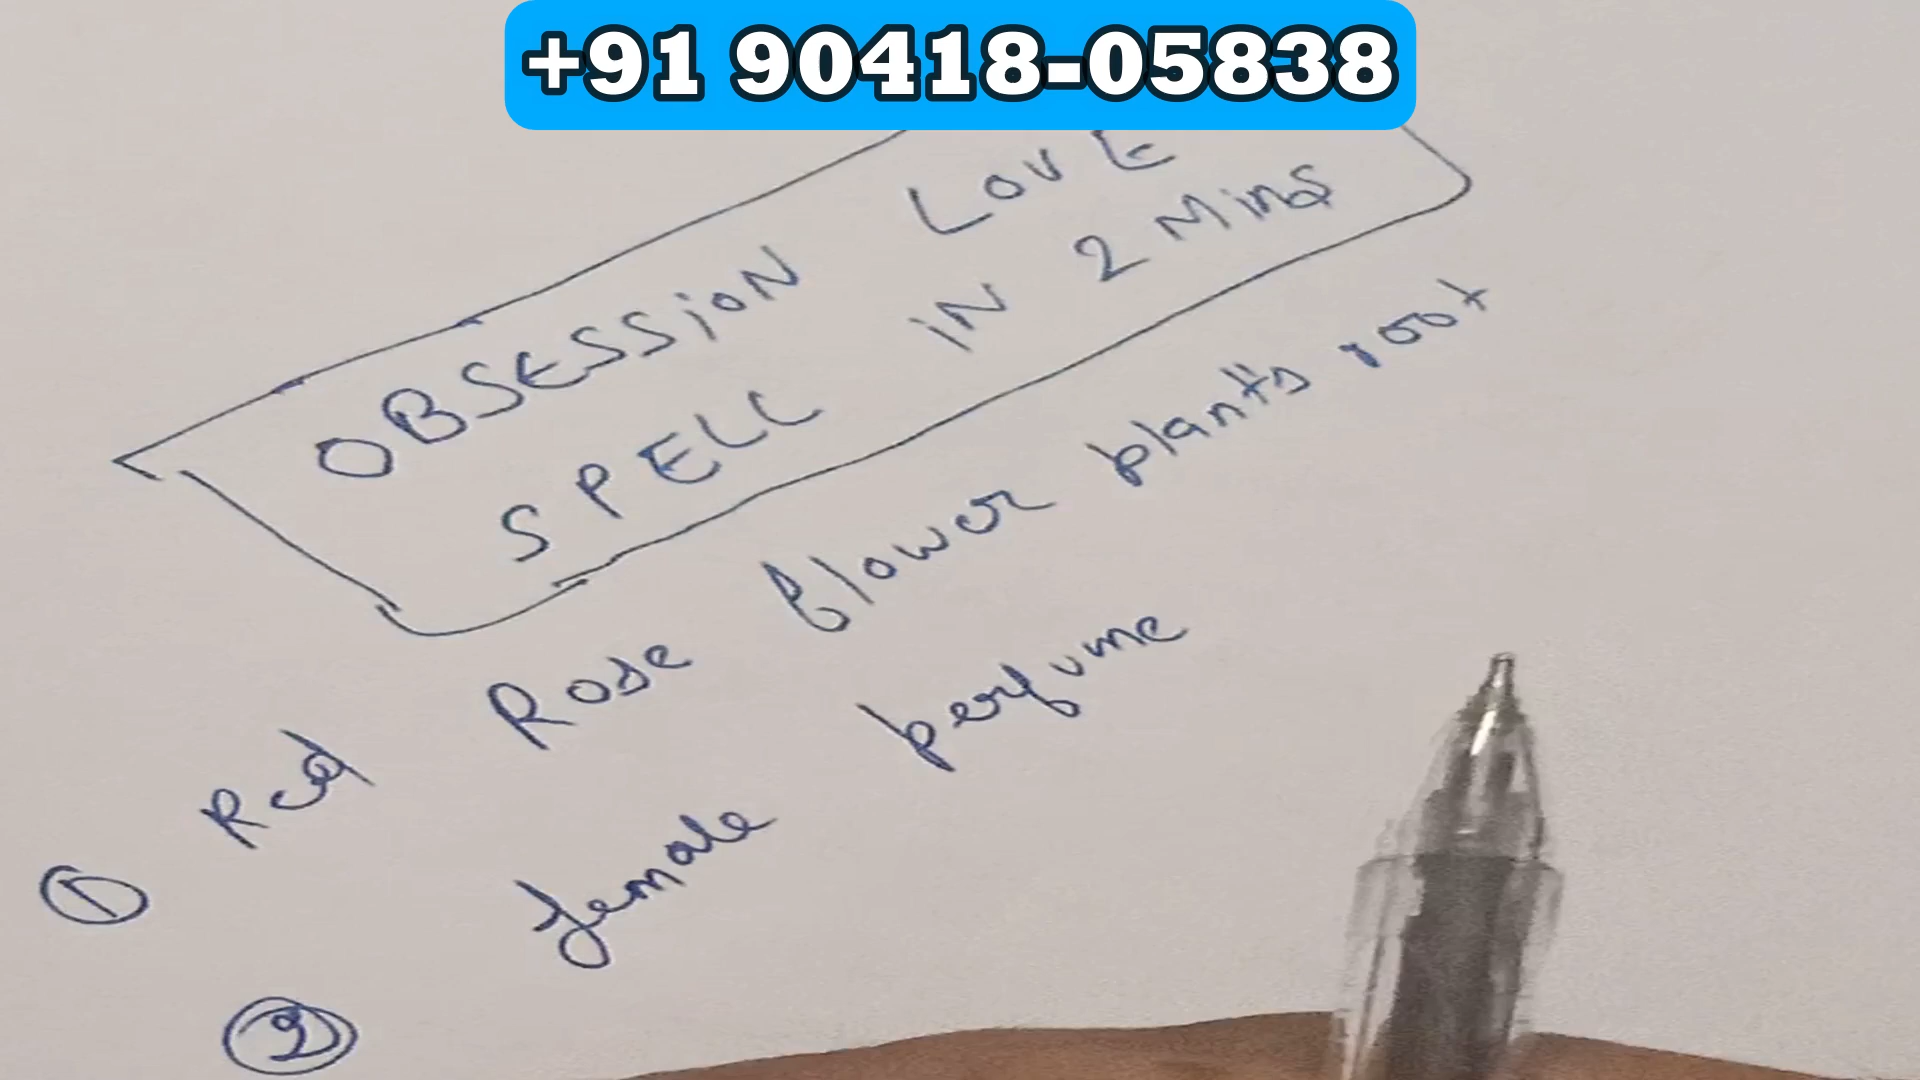 +91 90418-05838
OBSESSION LOVE
SPELL IN 2 Mins
① Red Rose flower plants root
② female perfume